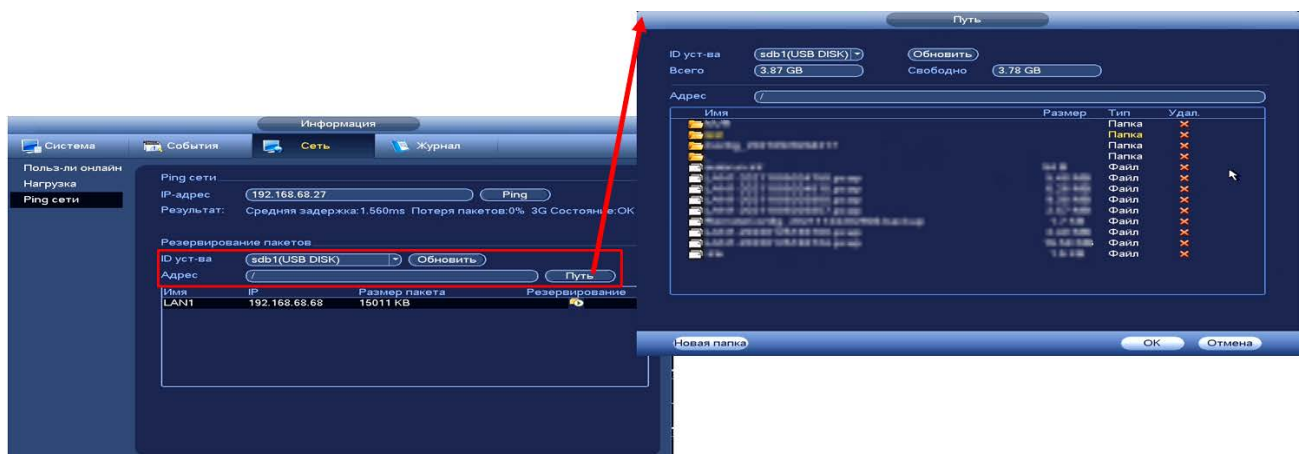 Информация
Система События Сеть Журнал
Польз-ли онлайн
Нагрузка
Ping сети
Ping сети
IP-адрес 192.168.68.27 Ping
Результат: Средняя задержка:1.560ms Потеря пакетов:0% 3G Состояние:OK
Резервирование пакетов
ID уст-ва sdb1(USB DISK) Обновить
Адрес / Путь
Имя IP Размер пакета Резервирование
LAN1 192.168.68.68 15011 KB
Путь
ID уст-ва sdb1(USB DISK) Обновить
Всего 3.87 GB Свободно 3.78 GB
Адрес /
Имя Размер Тип Удал.
Папка
Папка
Папка
Папка
Файл
Файл
Файл
Файл
Файл
Файл
Файл
Файл
Файл
Новая папка OK Отмена